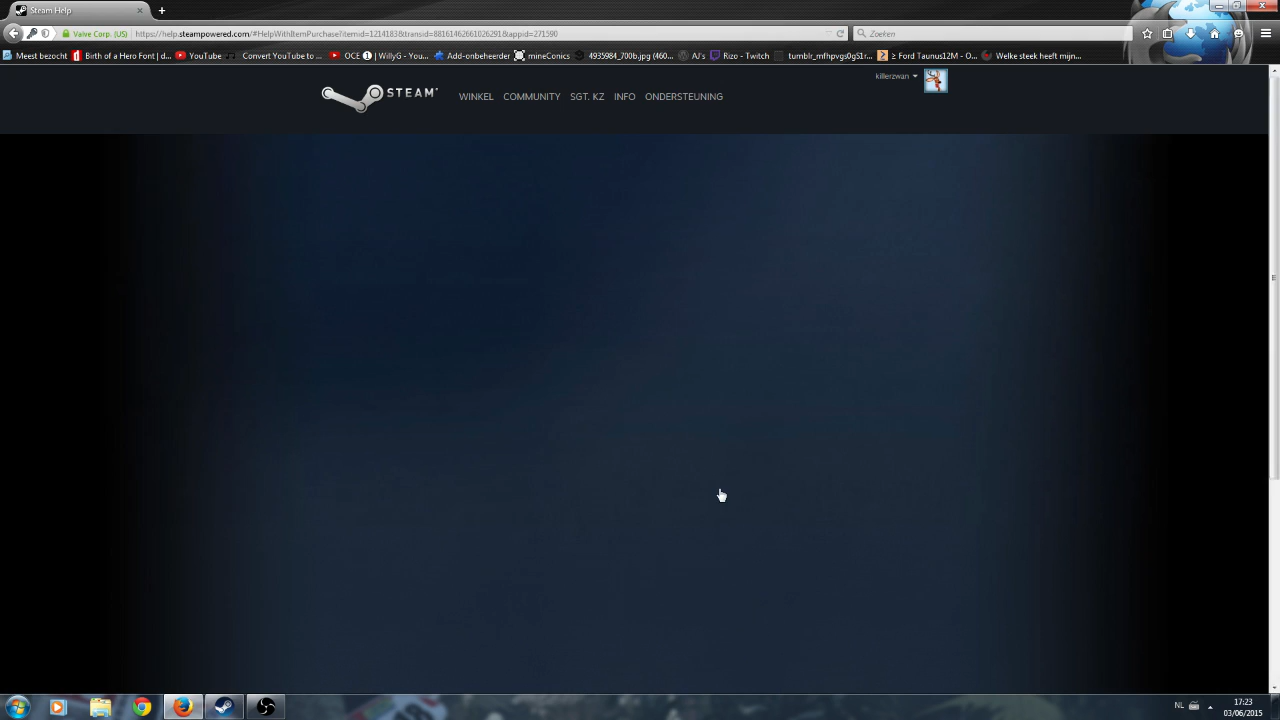 Steam Help
Valve Corp. (US) https://help.steampowered.com/#HelpWithItemPurchase?itemid=1214183&transid=88161462661026291&appid=271590 Zoeken
Meest bezocht Birth of a Hero Font | d... YouTube Convert YouTube to ... OCE WillyG - You... Add-onbeheerder mineConics 4935984_700b.jpg (460... AJ's Rizo - Twitch tumblr_mfhpvgs0g51r... ≥ Ford Taunus12M - O... Welke steek heeft mijn...
killerzwan
STEAM
WINKEL COMMUNITY SGT. KZ INFO ONDERSTEUNING
NL 17:23
03/06/2015